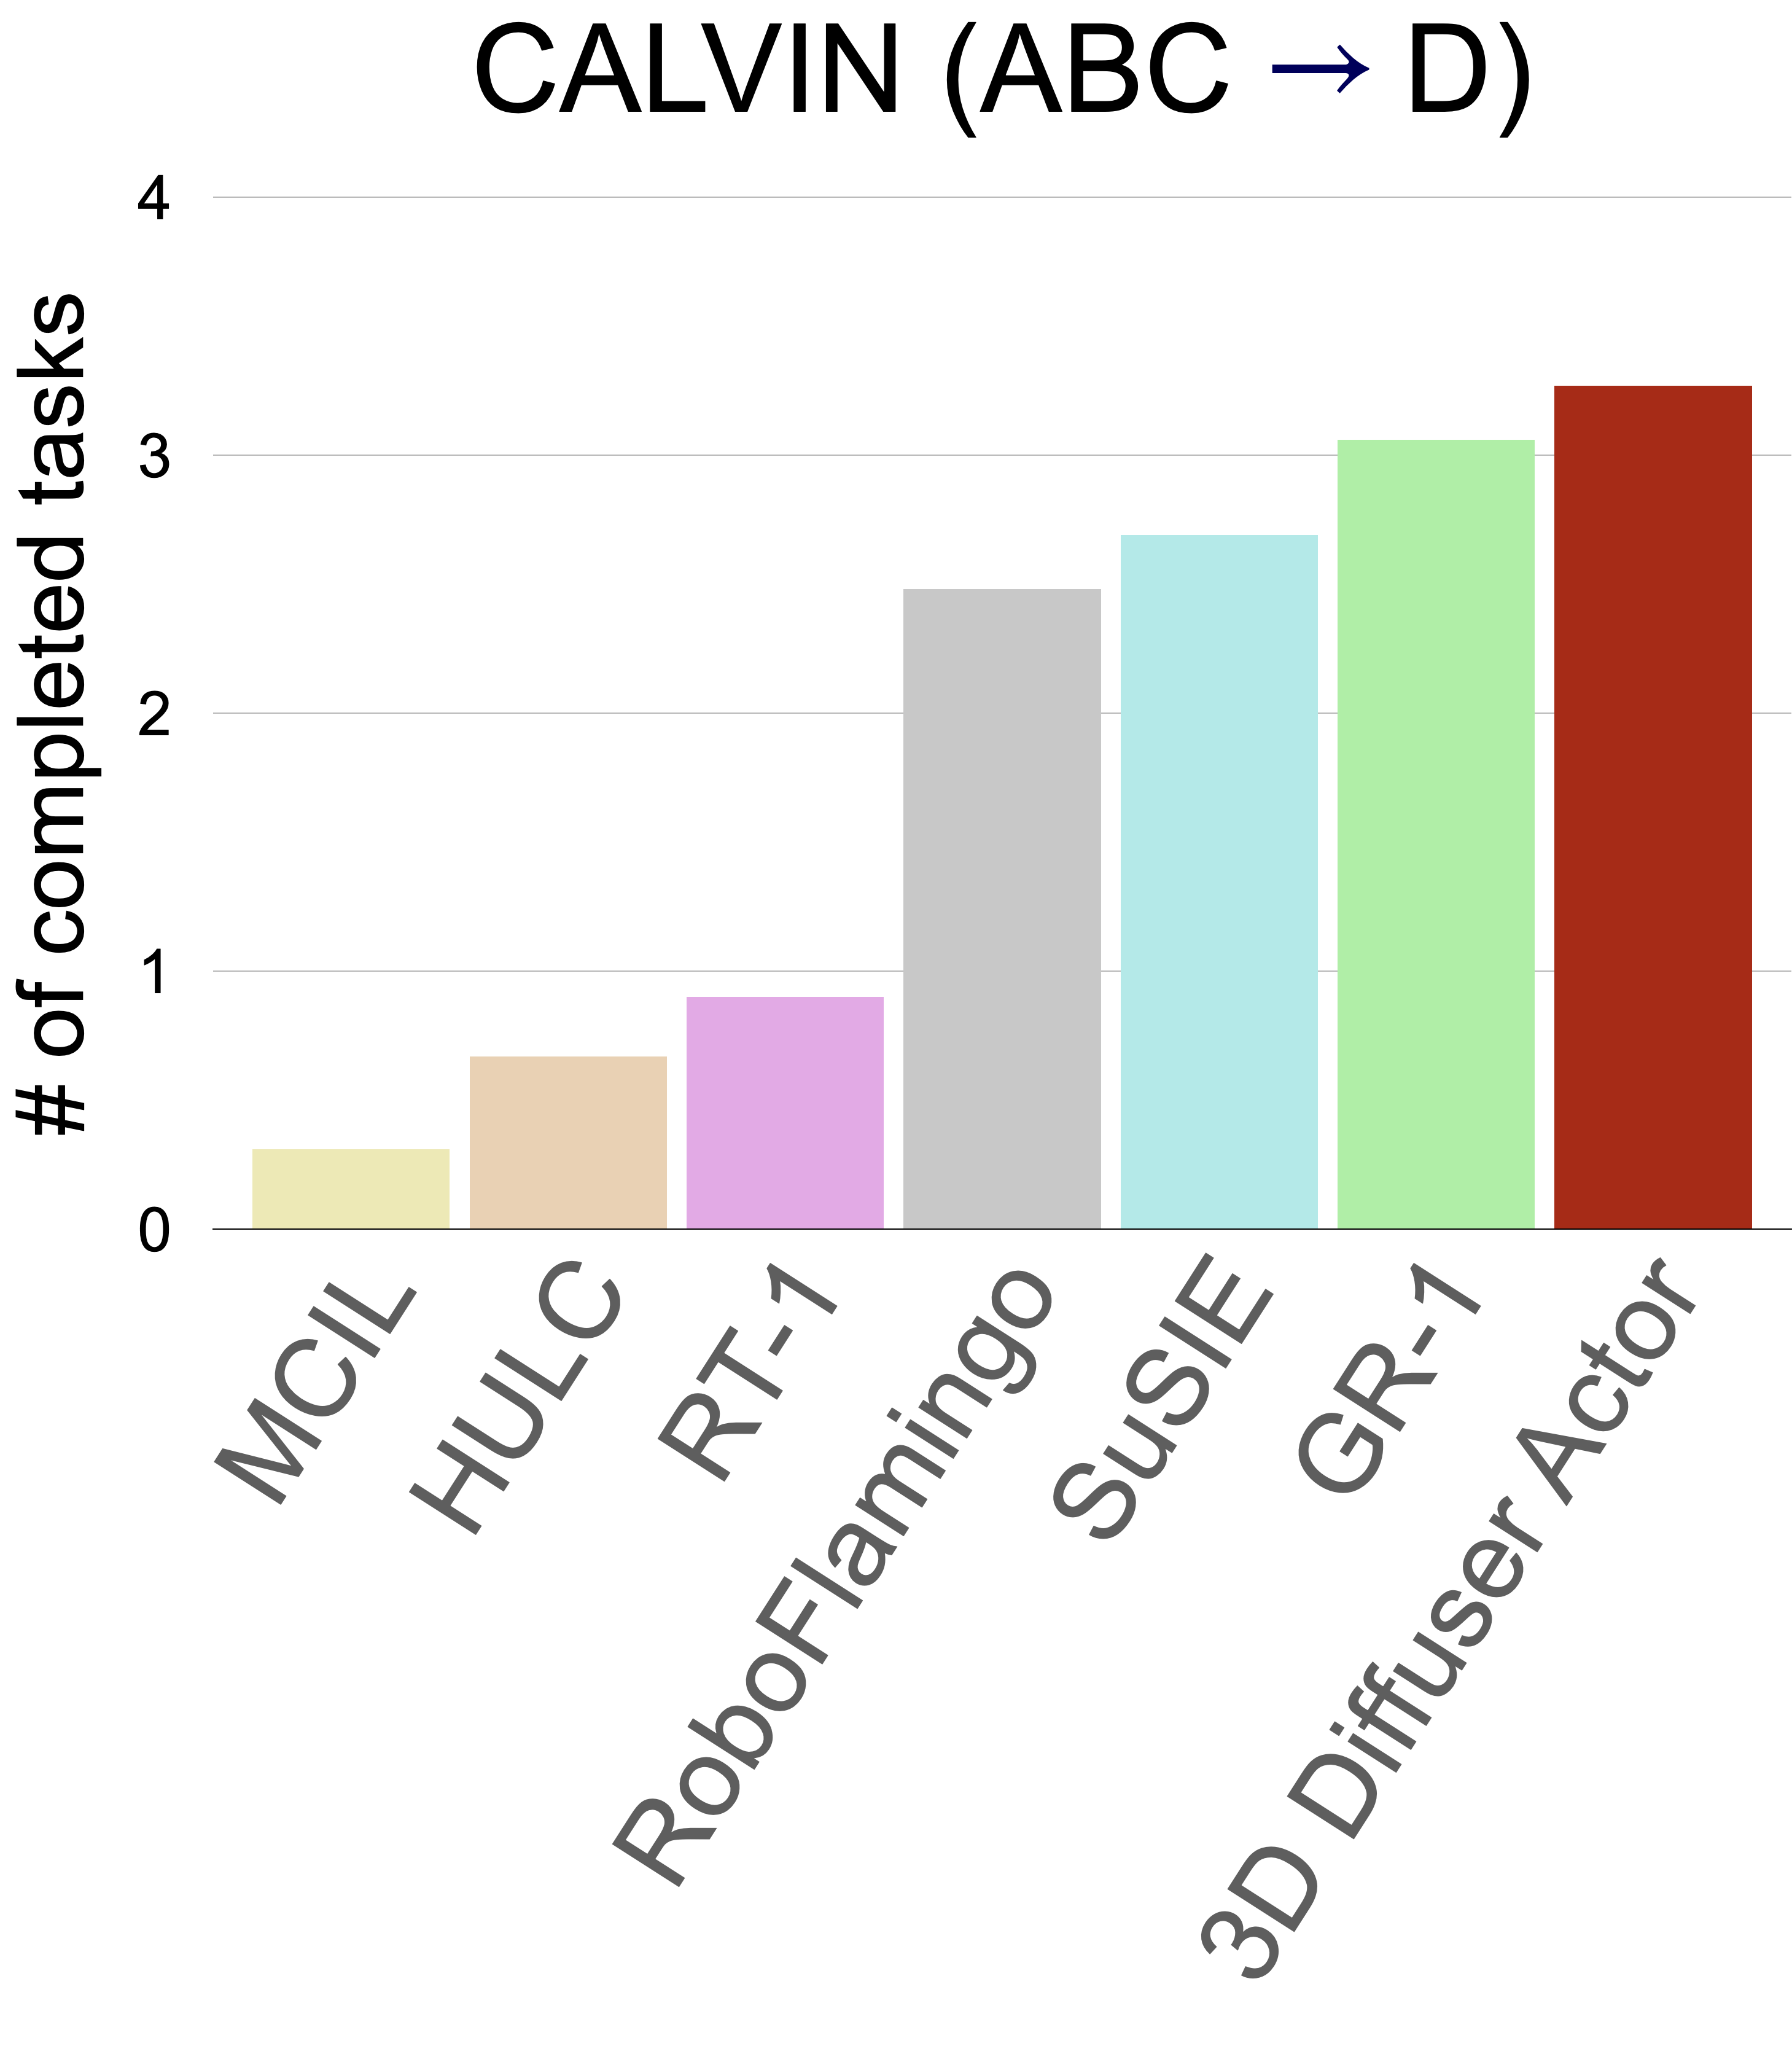 CALVIN (ABC → D)
# of completed tasks
4
3
2
1
0
MCIL
HULC
RT-1
RoboFlamingo
SuSIE
GR-1
3D Diffuser Actor